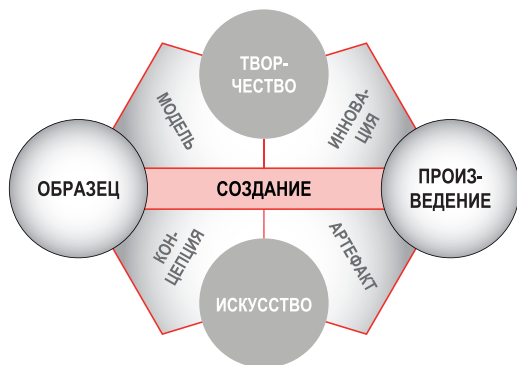 ТВОР-
ЧЕСТВО
МОДЕЛЬ
ИННОВА-
ЦИЯ
ОБРАЗЕЦ
СОЗДАНИЕ
ПРОИЗ-
ВЕДЕНИЕ
КОН-
ЦЕПЦИЯ
АРТЕФАКТ
ИСКУССТВО